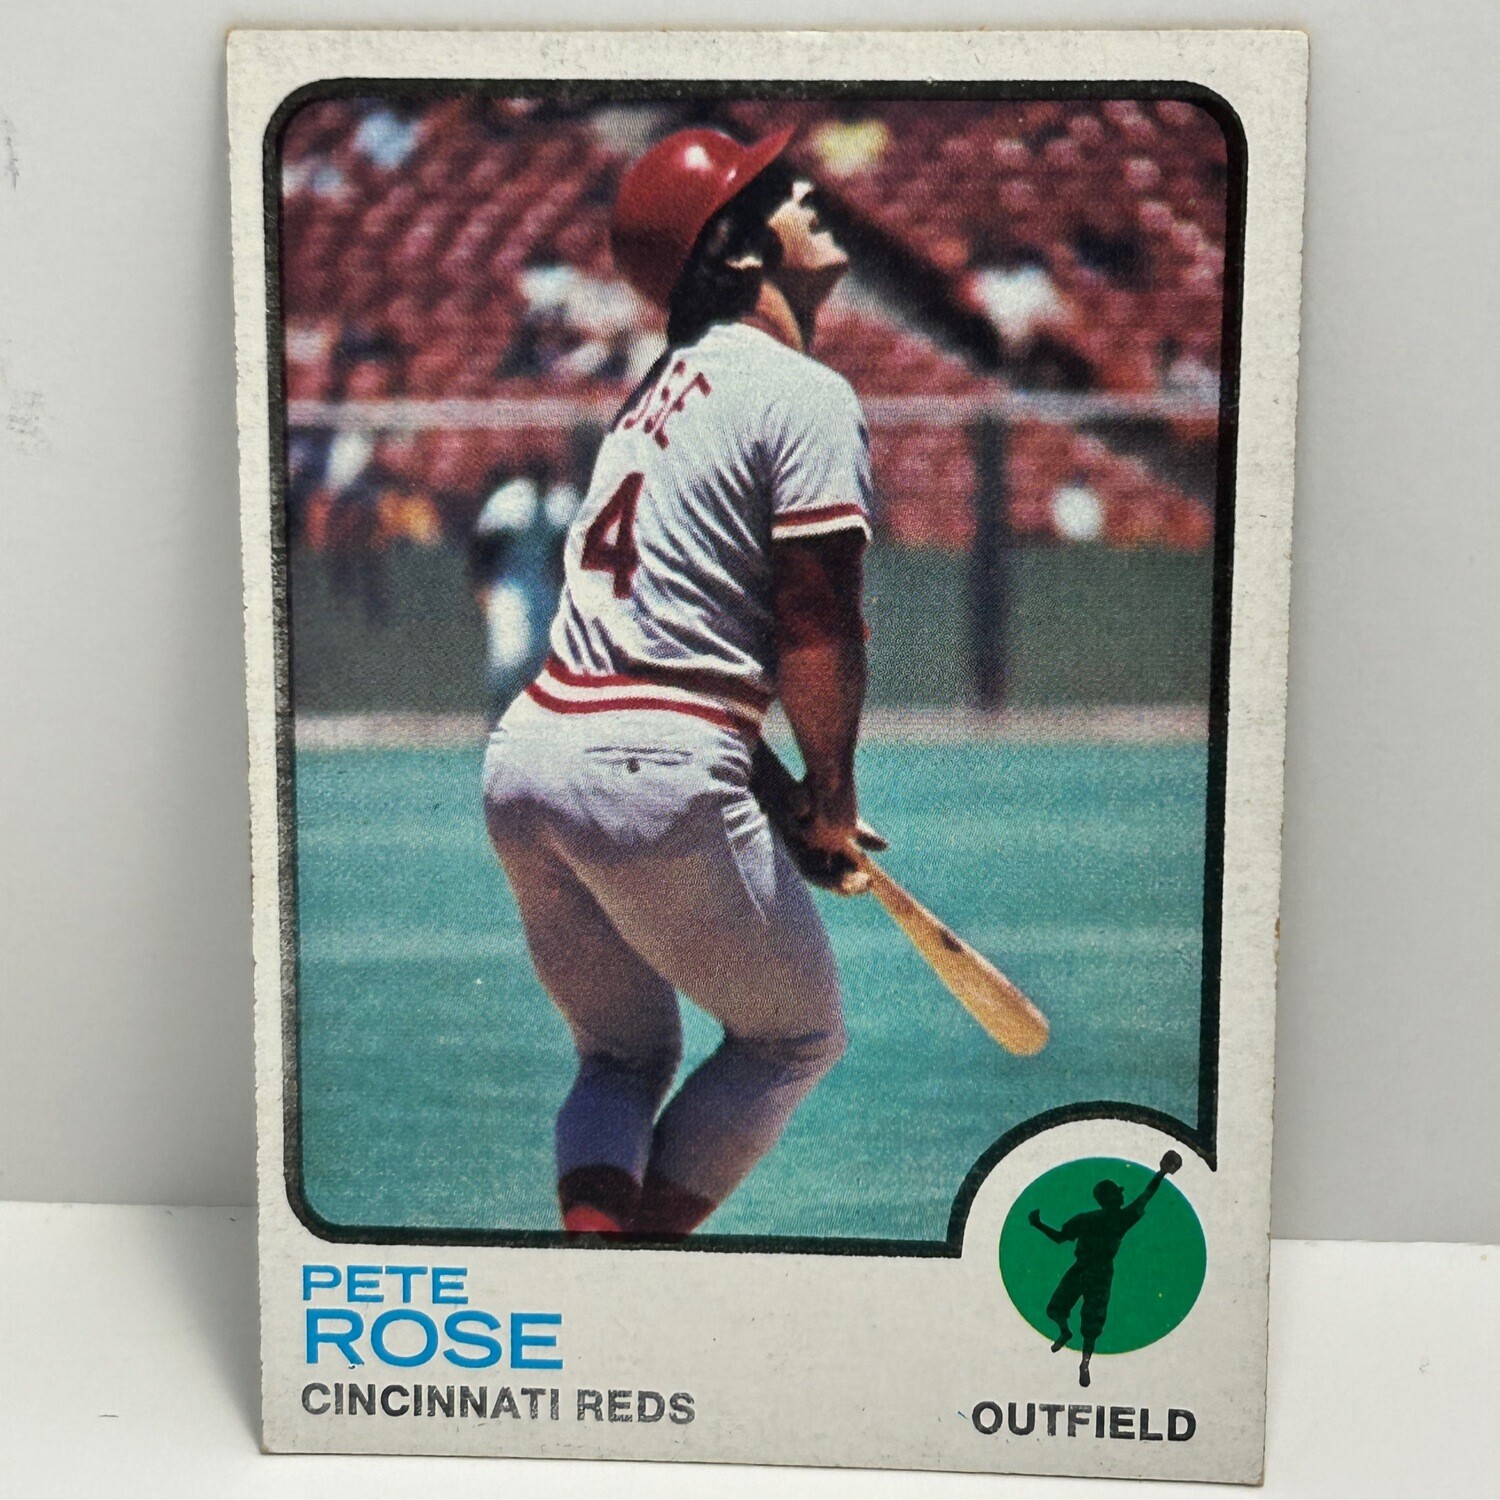 4
PETE
ROSE
CINCINNATI REDS
OUTFIELD